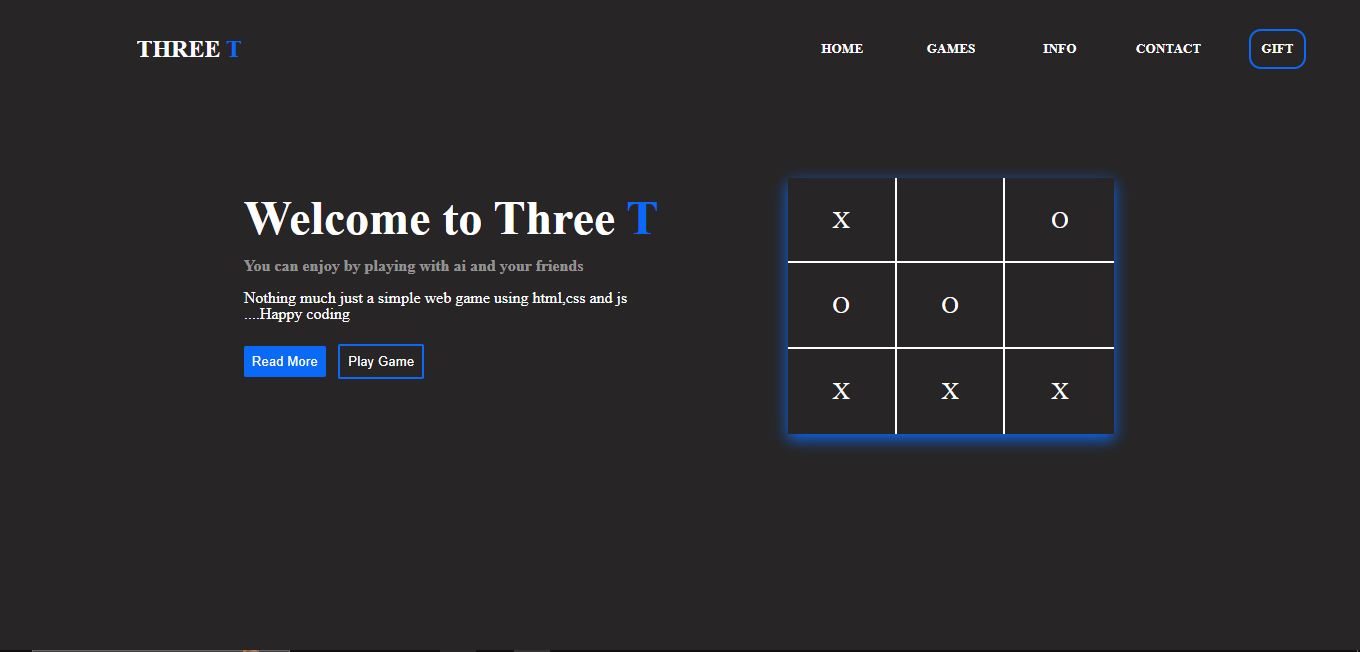 THREE T
HOME GAMES INFO CONTACT GIFT
Welcome to Three T
You can enjoy by playing with ai and your friends
Nothing much just a simple web game using html,css and js
....Happy coding
Read More Play Game
X O
O O
X X X